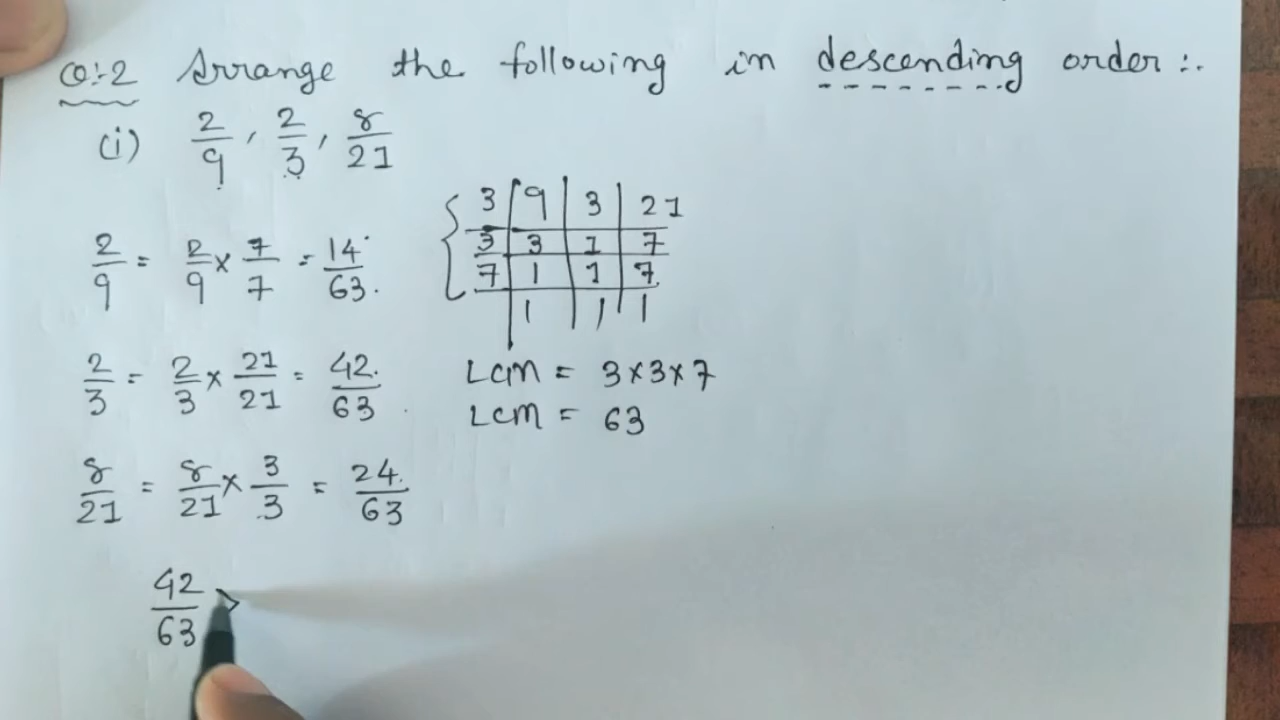 Q:-2 Arrange the following in descending order :.
(i) 2/9, 2/3, 8/21
3 | 9 | 3 | 21
3 | 3 | 1 | 7
7 | 1 | 1 | 7
1 | 1 | 1
2/9 = 2/9 × 7/7 = 14/63
2/3 = 2/3 × 21/21 = 42/63
LCM = 3×3×7
LCM = 63
8/21 = 8/21 × 3/3 = 24/63
42/63 >